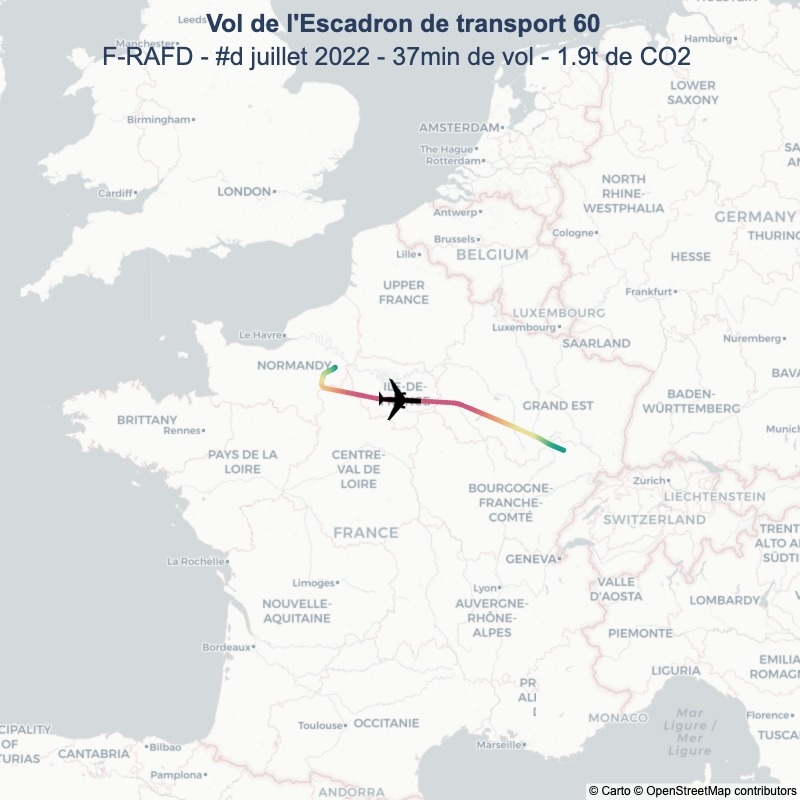 Vol de l'Escadron de transport 60
F-RAFD - #d juillet 2022 - 37min de vol - 1.9t de CO2
Leeds
Manchester
Hamburg
LOWER
SAXONY
Birmingham
AMSTERDAM
The Hague
Rotterdam
Cardiff
LONDON
NORTH
RHINE-
WESTPHALIA
GERMANY
THURING
Antwerp
Brussels
Cologne
Lille
BELGIUM
HESSE
UPPER
FRANCE
Frankfurt
LUXEMBOURG
Luxembourg
Le Havre
SAARLAND
Nuremberg
NORMANDY
ÎLE-DE-
BAVA
BADEN-
WÜRTTEMBERG
GRAND EST
BRITTANY
Rennes
Munich
PAYS DE LA
LOIRE
CENTRE-
VAL DE
LOIRE
BOURGOGNE-
FRANCHE-
COMTÉ
Zurich
LIECHTENSTEIN
SWITZERLAND
FRANCE
TRENT
ALTO A
SÜDTI
La Rochelle
GENEVA
Limoges
Lyon
VALLE
D'AOSTA
LOMBARDY
NOUVELLE-
AQUITAINE
AUVERGNE-
RHÔNE-
ALPES
PIEMONTE
Bordeaux
EMILIA
ROMAGN
LIGURIA
PR
AL
MONACO
Mar
Ligure /
Mer
Ligure
Florence
TUSCA
Toulouse
OCCITANIE
Marseille
CIPALITY
OF
TURIAS
CANTABRIA
Bilbao
Pamplona
ANDORRA
© Carto © OpenStreetMap contributors